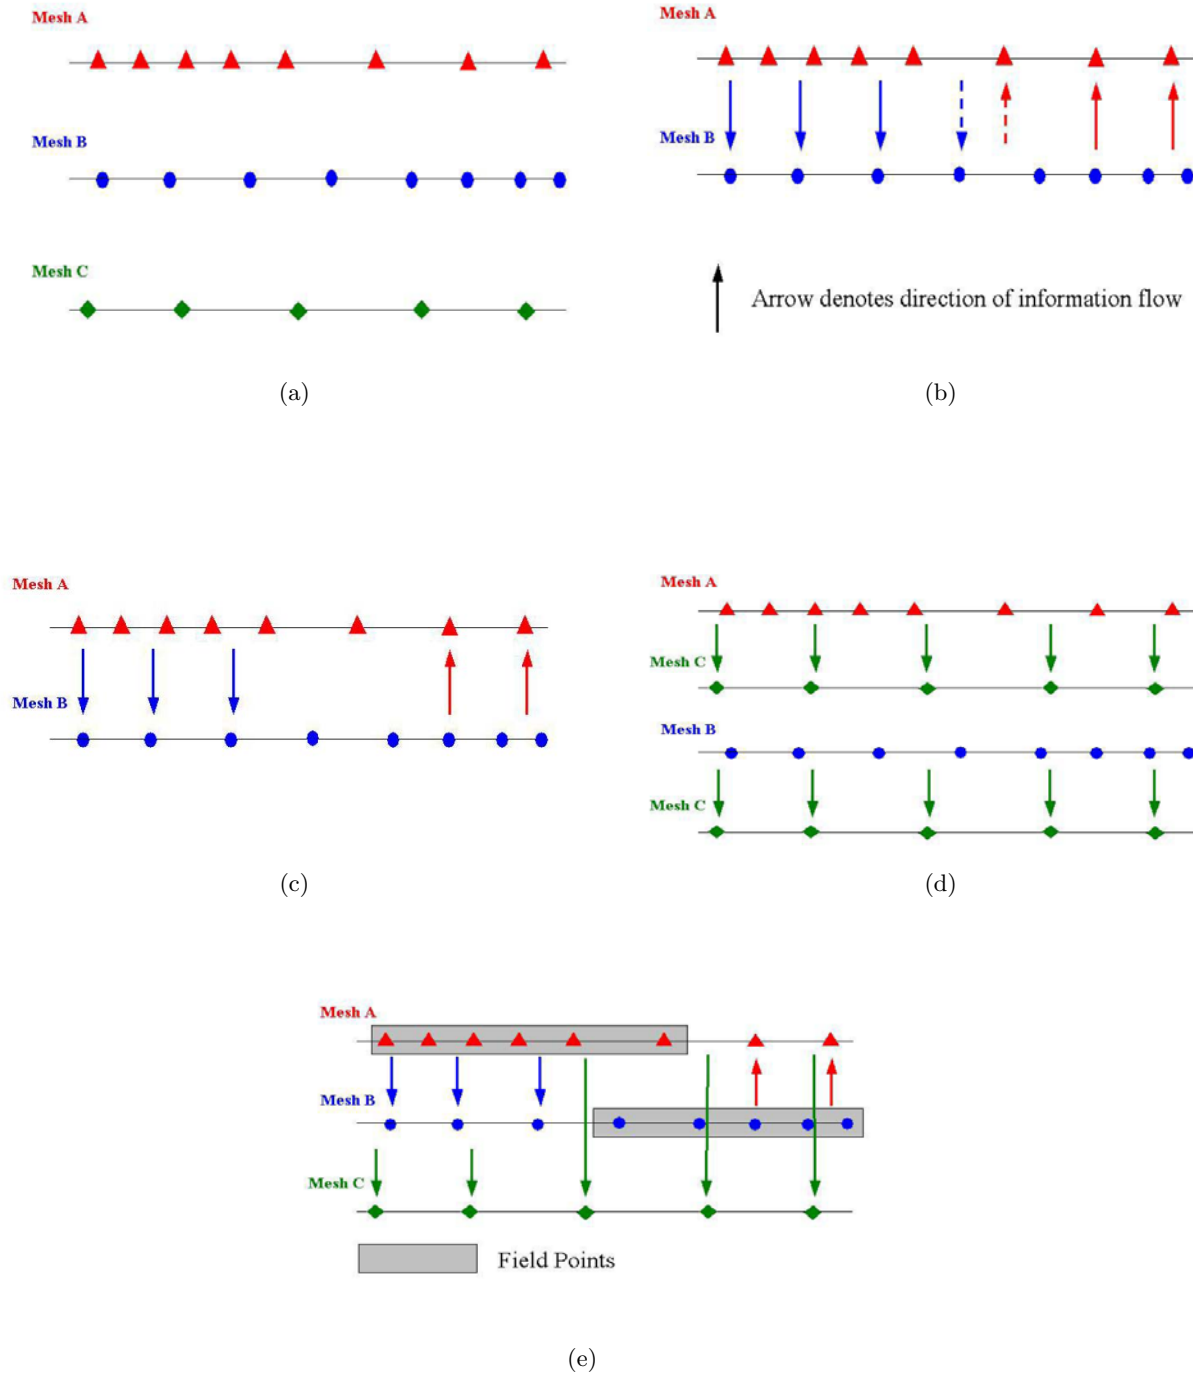 Mesh A
Mesh B
Mesh C
(a)
Mesh A
Mesh B
Arrow denotes direction of information flow
(b)
Mesh A
Mesh B
(c)
Mesh A
Mesh C
Mesh B
Mesh C
(d)
Mesh A
Mesh B
Mesh C
Field Points
(e)